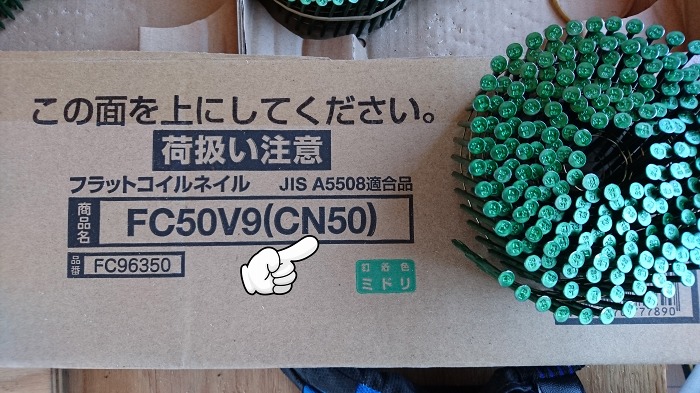 この面を上にしてください。
荷扱い注意
フラットコイルネイル JIS A5508適合品
商品名 FC50V9(CN50)
品番 FC96350
釘着色
ミドリ
77890